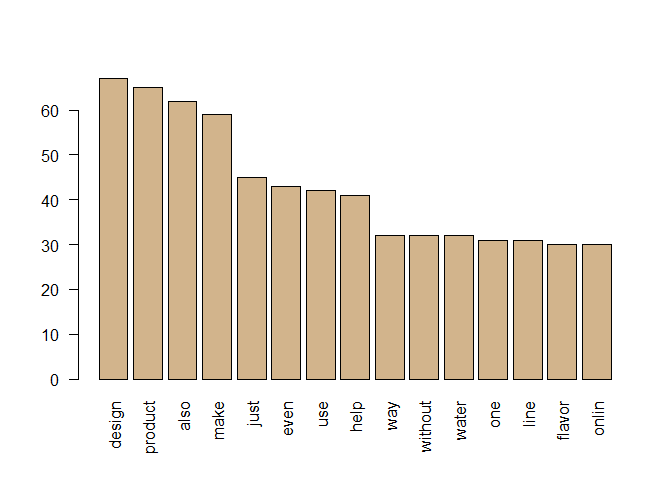 60
50
40
30
20
10
0
design
product
also
make
just
even
use
help
way
without
water
one
line
flavor
onlin